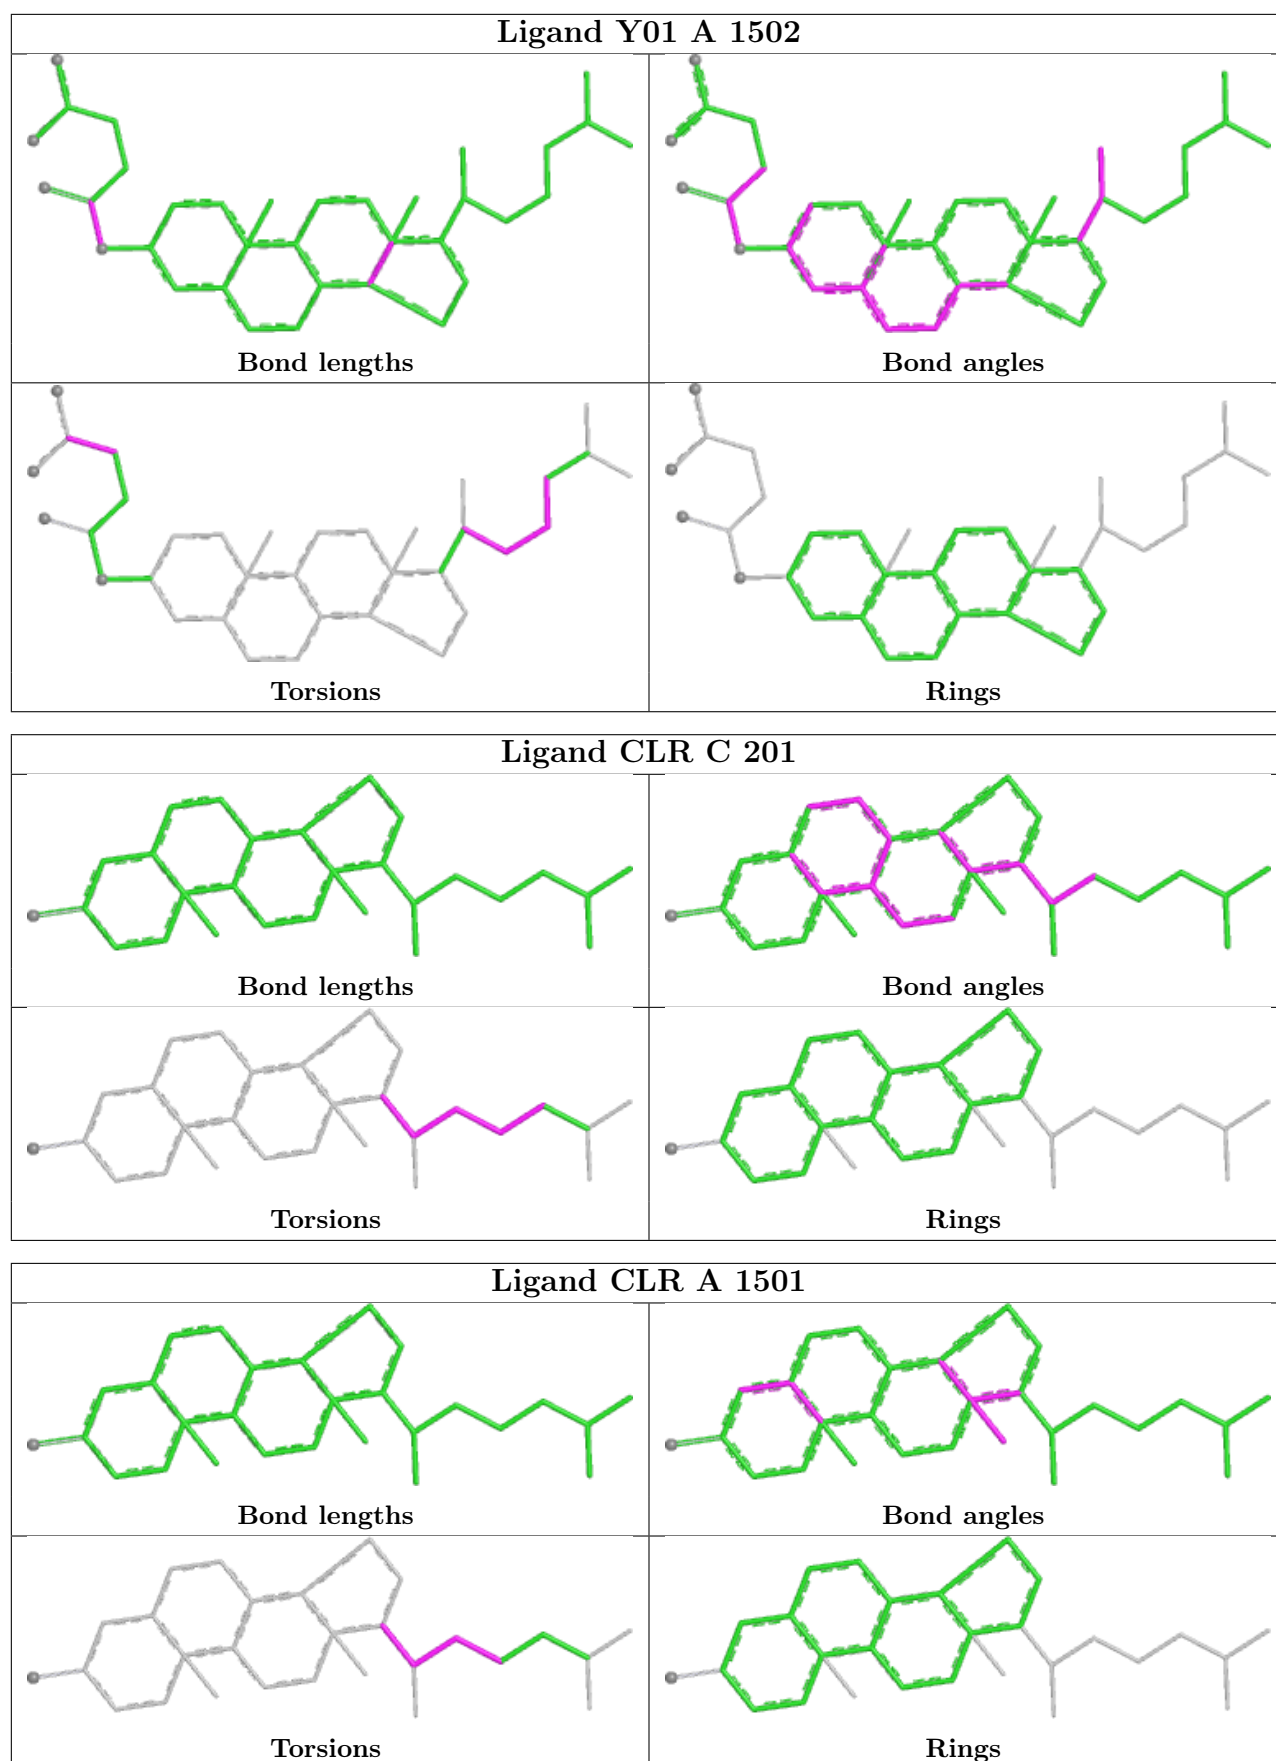 Ligand Y01 A 1502
Bond lengths
Bond angles
Torsions
Rings
Ligand CLR C 201
Bond lengths
Bond angles
Torsions
Rings
Ligand CLR A 1501
Bond lengths
Bond angles
Torsions
Rings